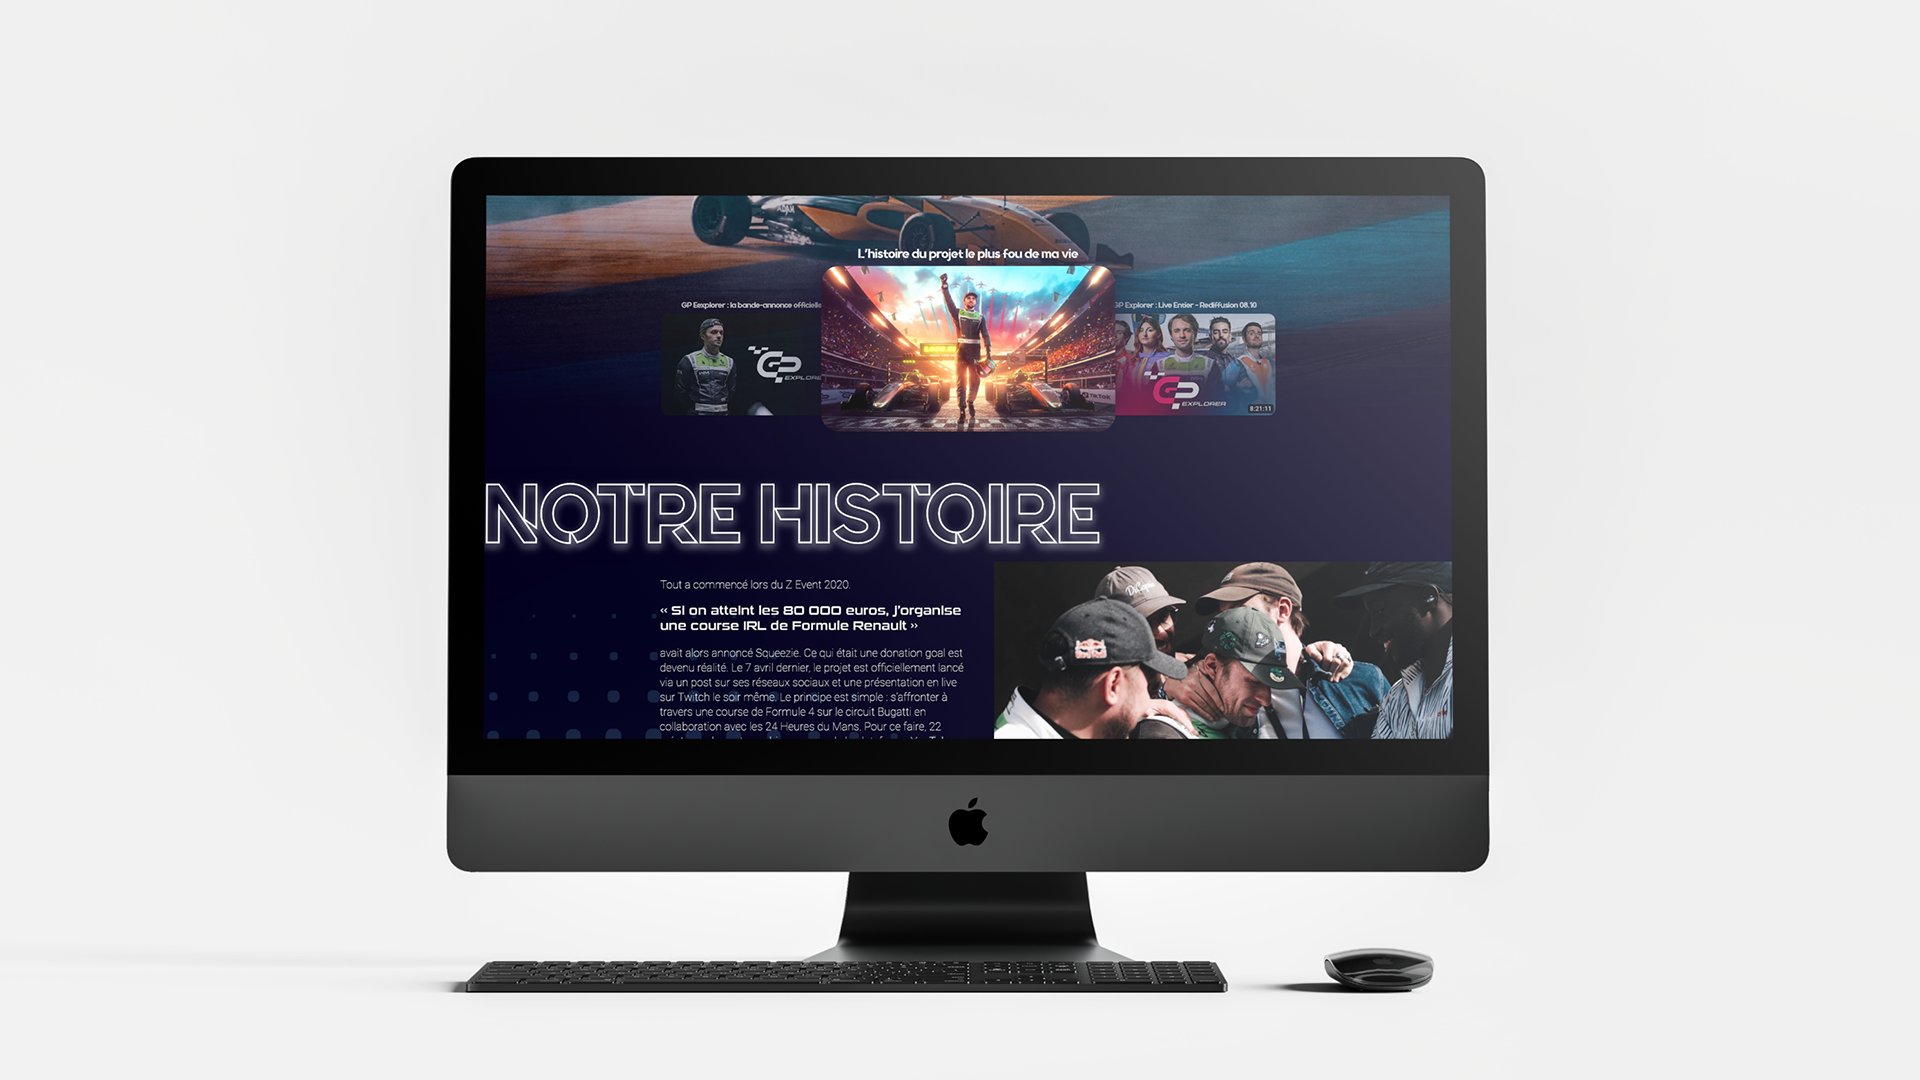 L'histoire du projet le plus fou de ma vie
GP Eexplorer : la bande-annonce officielle
GP Explorer : Live Entier - Rediffusion 08.10
GP
EXPLORE
TikTok
GP
EXPLORER
8:21:11
NOTRE HISTOIRE
Tout a commencé lors du Z Event 2020.
« Si on atteint les 80 000 euros, j'organise
une course IRL de Formule Renault »
avait alors annoncé Squeezie. Ce qui était une donation goal est
devenu réalité. Le 7 avril dernier, le projet est officiellement lancé
via un post sur ses réseaux sociaux et une présentation en live
sur Twitch le soir même. Le principe est simple : s'affronter à
travers une course de Formule 4 sur le circuit Bugatti en
collaboration avec les 24 Heures du Mans. Pour ce faire, 22